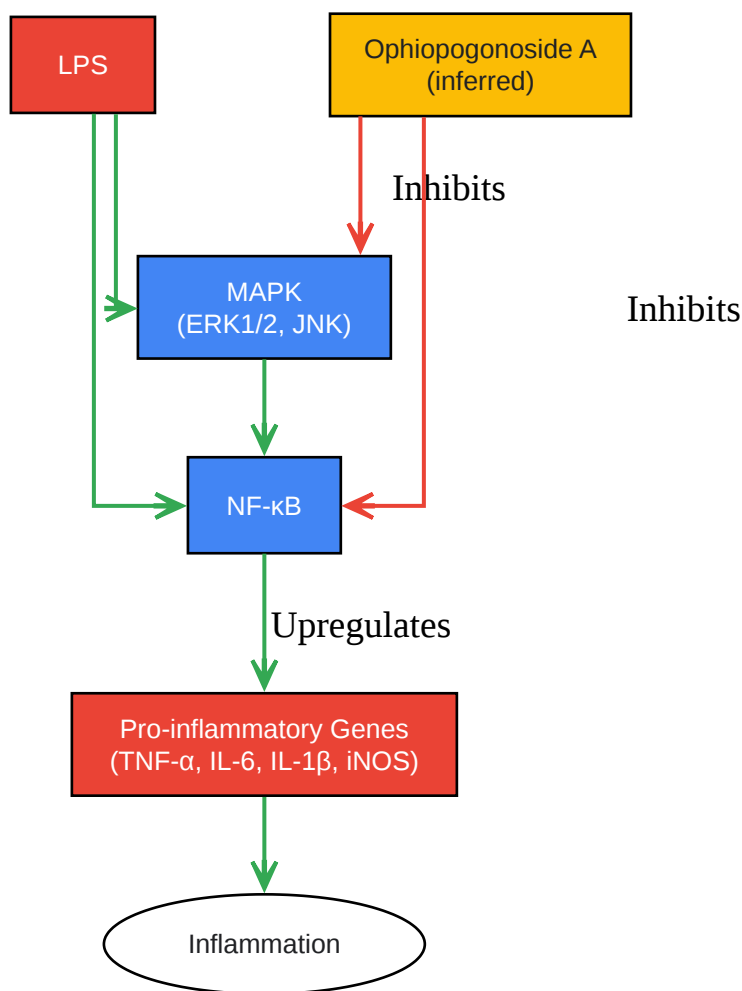 LPS
Ophiopogonoside A
(inferred)
Inhibits
MAPK
(ERK1/2, JNK)
Inhibits
NF-κB
Upregulates
Pro-inflammatory Genes
(TNF-α, IL-6, IL-1β, iNOS)
Inflammation